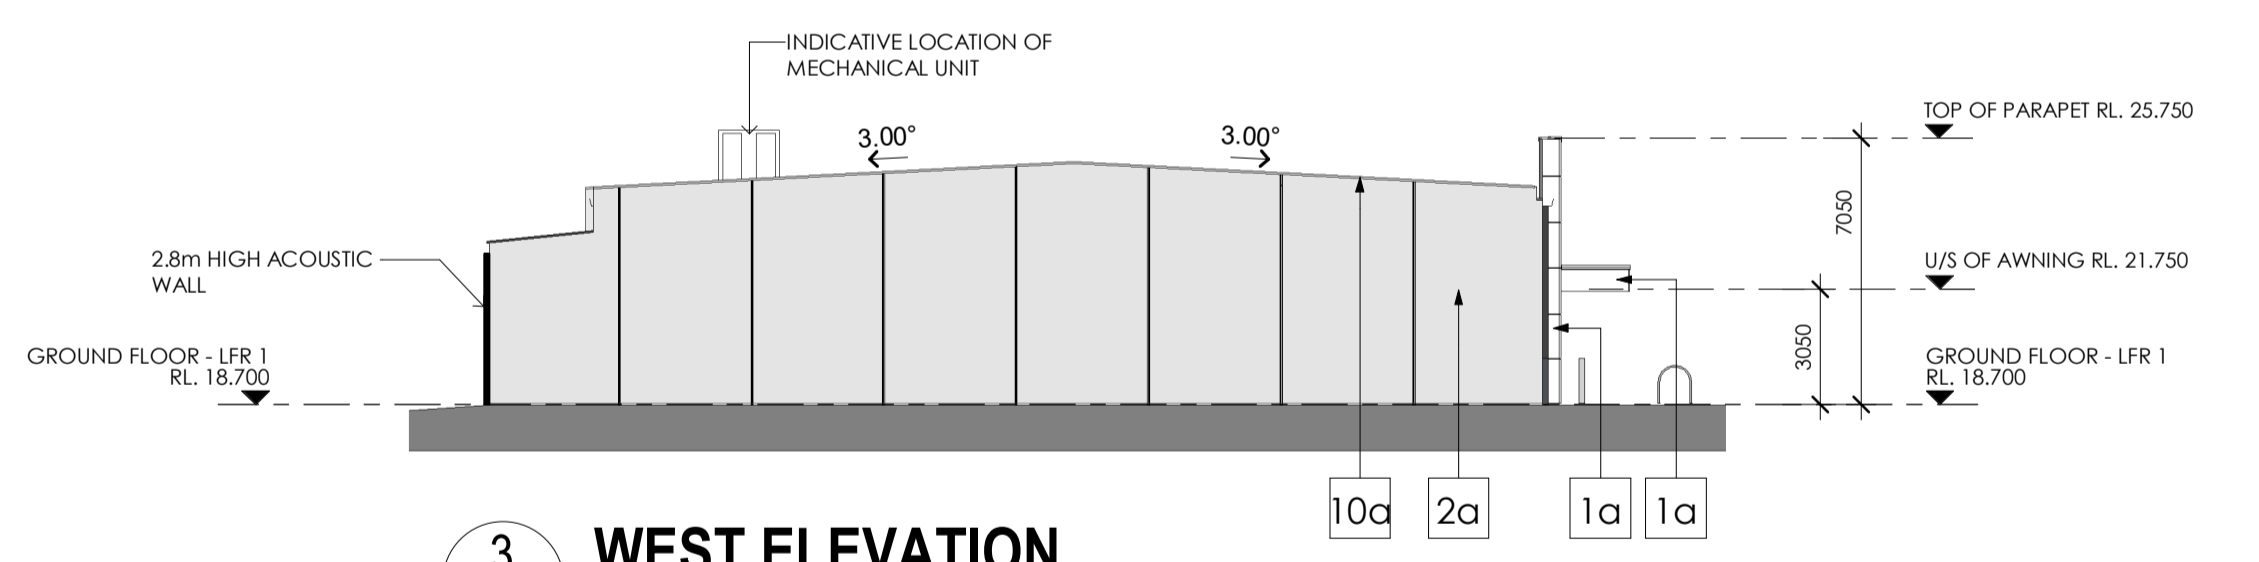 INDICATIVE LOCATION OF
MECHANICAL UNIT
3.00°
3.00°
TOP OF PARAPET RL. 25.750
7050
2.8m HIGH ACOUSTIC
WALL
U/S OF AWNING RL. 21.750
3050
GROUND FLOOR - LFR 1
RL. 18.700
GROUND FLOOR - LFR 1
RL. 18.700
10a
2a
1a
1a
3
WEST ELEVATION